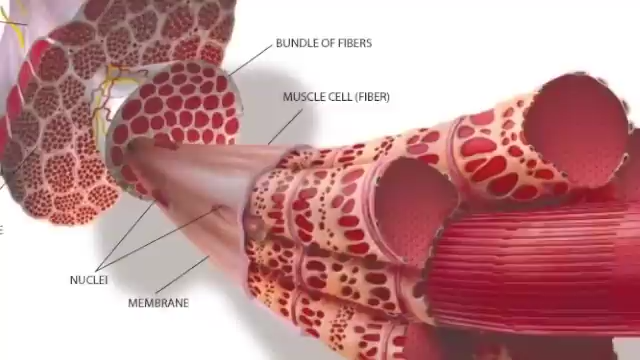 BUNDLE OF FIBERS
MUSCLE CELL (FIBER)
E
NUCLEI
MEMBRANE